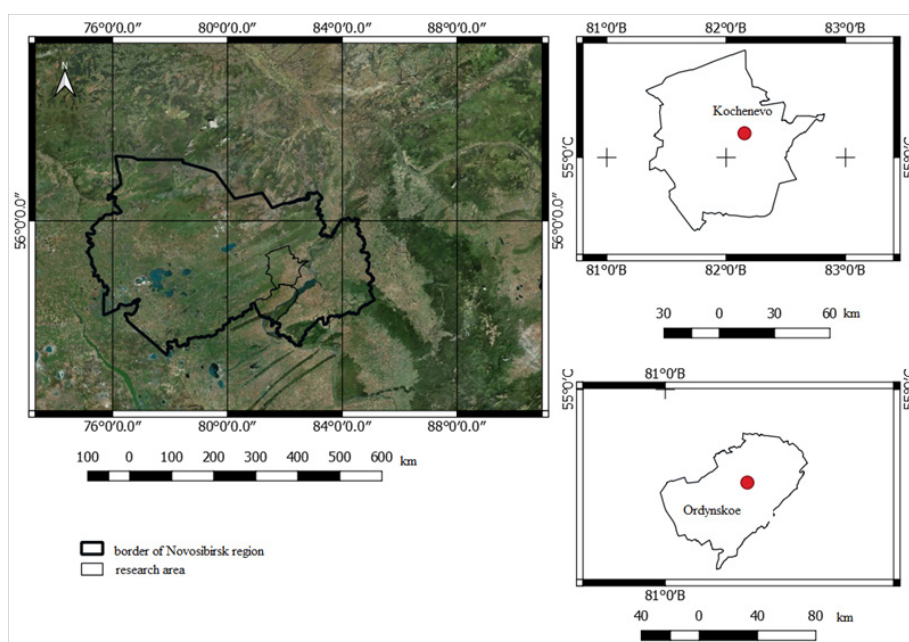 76°0'0.0" 80°0'0.0" 84°0'0.0" 88°0'0.0"
N
56°0'0.0"
56°0'0.0"
76°0'0.0" 80°0'0.0" 84°0'0.0" 88°0'0.0"
100 0 100 200 300 400 500 600 km
border of Novosibirsk region
research area
81°0'В 82°0'В 83°0'В
Kochenevo
55°0'С
55°0'С
81°0'В 82°0'В 83°0'В
30 0 30 60 km
81°0'В
55°0'С
55°0'С
Ordynskoe
81°0'В
40 0 40 80 km